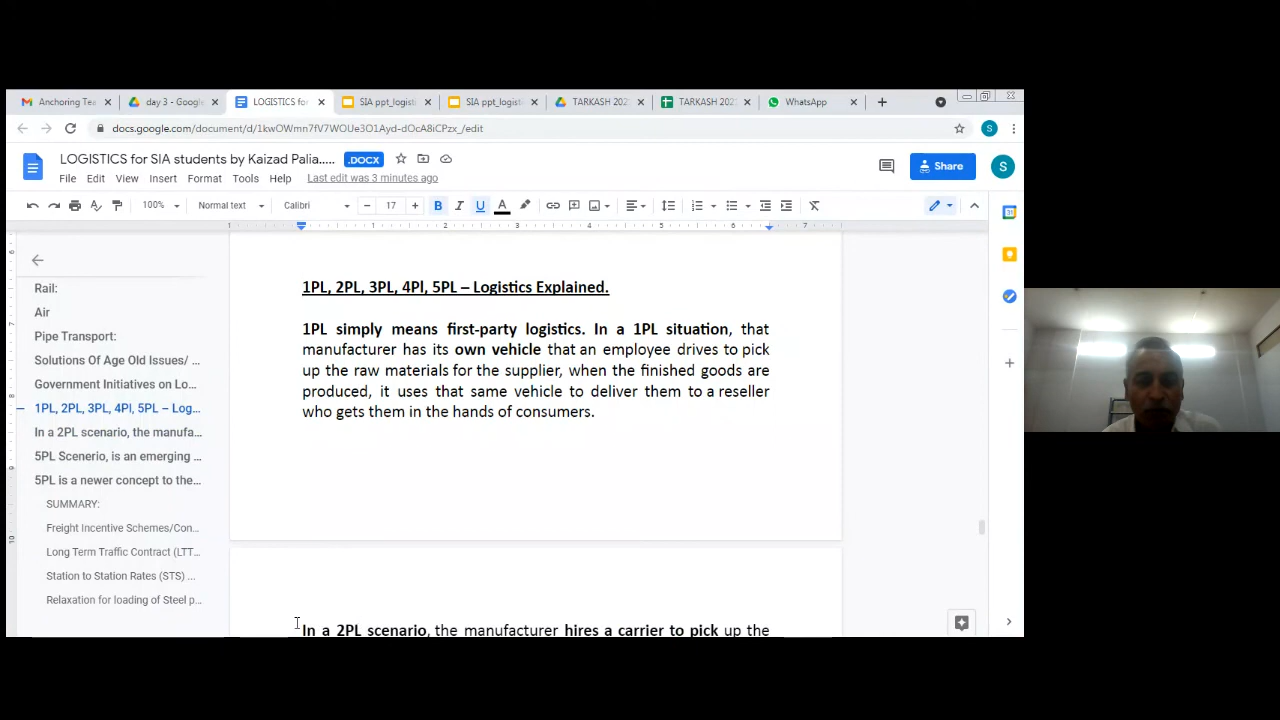 Anchoring Tea
day 3 - Google
LOGISTICS for
SIA ppt_logisti
SIA ppt_logisti
TARKASH 202
TARKASH 202
WhatsApp
docs.google.com/document/d/1kwOWmn7fV7WOUe3O1Ayd-dOcA8iCPzx_/edit
S
LOGISTICS for SIA students by Kaizad Palia.....
.DOCX
Share
S
File Edit View Insert Format Tools Help Last edit was 3 minutes ago
100% Normal text Calibri 17 B I U A
1 1 2 3 4 5 6 7
Rail:
Air
Pipe Transport:
Solutions Of Age Old Issues/ ...
Government Initiatives on Lo...
1PL, 2PL, 3PL, 4Pl, 5PL – Log...
In a 2PL scenario, the manufa...
5PL Scenerio, is an emerging ...
5PL is a newer concept to the...
SUMMARY:
Freight Incentive Schemes/Con...
Long Term Traffic Contract (LTT...
Station to Station Rates (STS) ...
Relaxation for loading of Steel p...
1PL, 2PL, 3PL, 4Pl, 5PL – Logistics Explained.
1PL simply means first-party logistics. In a 1PL situation, that
manufacturer has its own vehicle that an employee drives to pick
up the raw materials for the supplier, when the finished goods are
produced, it uses that same vehicle to deliver them to a reseller
who gets them in the hands of consumers.
In a 2PL scenario, the manufacturer hires a carrier to pick up the